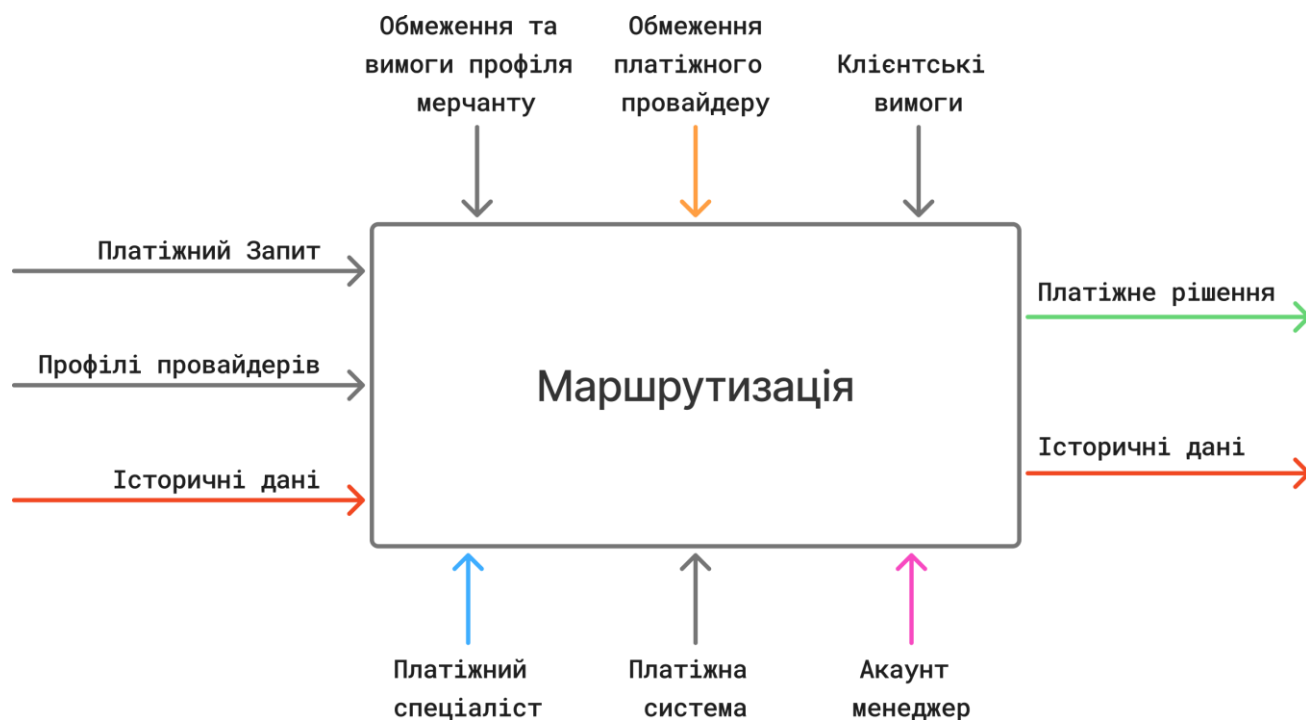 Обмеження та
вимоги профіля
мерчанту
Обмеження
платіжного
провайдеру
Клієнтські
вимоги
Платіжний Запит
Профілі провайдерів
Історичні дані
Маршрутизація
Платіжне рішення
Історичні дані
Платіжний
спеціаліст
Платіжна
система
Акаунт
менеджер